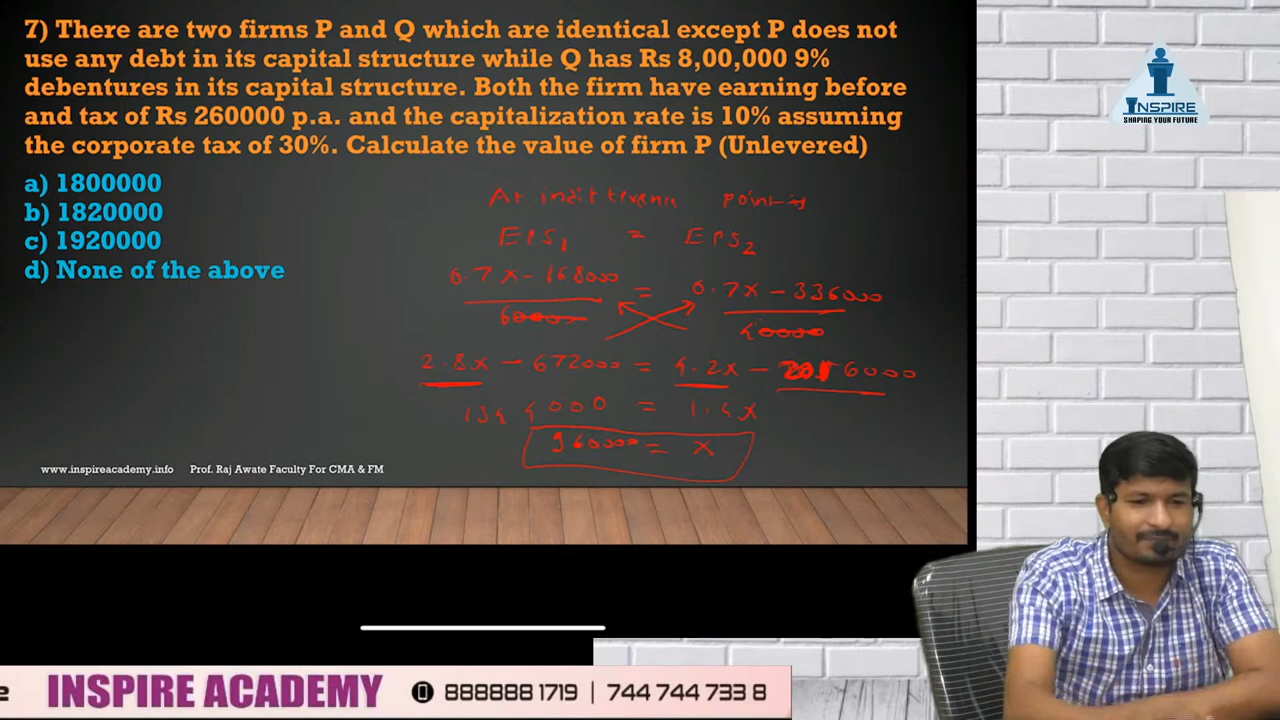 7) There are two firms P and Q which are identical except P does not
use any debt in its capital structure while Q has Rs 8,00,000 9%
debentures in its capital structure. Both the firm have earning before
and tax of Rs 260000 p.a. and the capitalization rate is 10% assuming
the corporate tax of 30%. Calculate the value of firm P (Unlevered)
a) 1800000
b) 1820000
c) 1920000
d) None of the above
INSPIRE
SHAPING YOUR FUTURE
At indifference point
EPS1 = EPS2
0.7x - 168000 = 0.7x - 336000
60000 40000
2.8x - 672000 = 4.2x - 2016000
1344000 = 1.4x
960000 = x
www.inspireacademy.info Prof. Raj Awate Faculty For CMA & FM
e INSPIRE ACADEMY 888888 1719 | 744 744 733 8